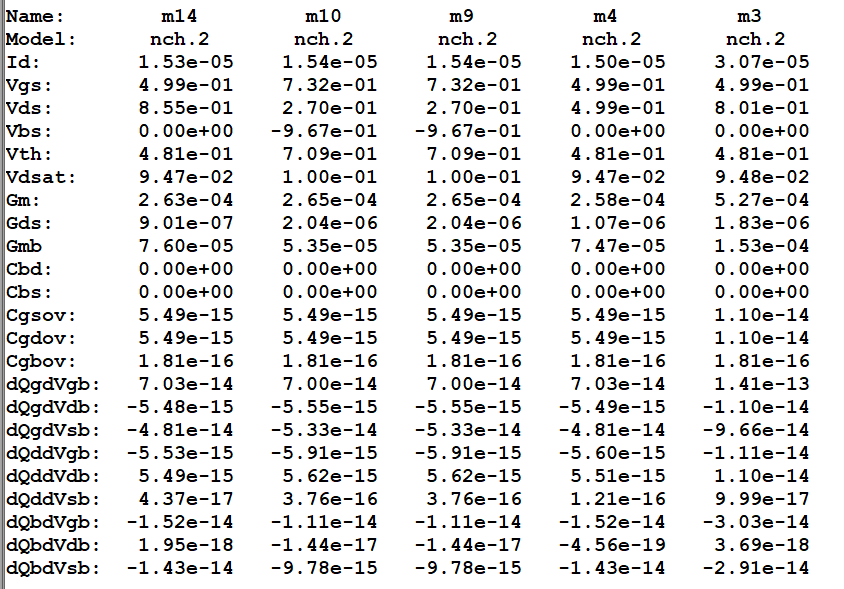 Name: m14 m10 m9 m4 m3
Model: nch.2 nch.2 nch.2 nch.2 nch.2
Id: 1.53e-05 1.54e-05 1.54e-05 1.50e-05 3.07e-05
Vgs: 4.99e-01 7.32e-01 7.32e-01 4.99e-01 4.99e-01
Vds: 8.55e-01 2.70e-01 2.70e-01 4.99e-01 8.01e-01
Vbs: 0.00e+00 -9.67e-01 -9.67e-01 0.00e+00 0.00e+00
Vth: 4.81e-01 7.09e-01 7.09e-01 4.81e-01 4.81e-01
Vdsat: 9.47e-02 1.00e-01 1.00e-01 9.47e-02 9.48e-02
Gm: 2.63e-04 2.65e-04 2.65e-04 2.58e-04 5.27e-04
Gds: 9.01e-07 2.04e-06 2.04e-06 1.07e-06 1.83e-06
Gmb 7.60e-05 5.35e-05 5.35e-05 7.47e-05 1.53e-04
Cbd: 0.00e+00 0.00e+00 0.00e+00 0.00e+00 0.00e+00
Cbs: 0.00e+00 0.00e+00 0.00e+00 0.00e+00 0.00e+00
Cgsov: 5.49e-15 5.49e-15 5.49e-15 5.49e-15 1.10e-14
Cgdov: 5.49e-15 5.49e-15 5.49e-15 5.49e-15 1.10e-14
Cgbov: 1.81e-16 1.81e-16 1.81e-16 1.81e-16 1.81e-16
dQgdVgb: 7.03e-14 7.00e-14 7.00e-14 7.03e-14 1.41e-13
dQgdVdb: -5.48e-15 -5.55e-15 -5.55e-15 -5.49e-15 -1.10e-14
dQgdVsb: -4.81e-14 -5.33e-14 -5.33e-14 -4.81e-14 -9.66e-14
dQddVgb: -5.53e-15 -5.91e-15 -5.91e-15 -5.60e-15 -1.11e-14
dQddVdb: 5.49e-15 5.62e-15 5.62e-15 5.51e-15 1.10e-14
dQddVsb: 4.37e-17 3.76e-16 3.76e-16 1.21e-16 9.99e-17
dQbdVgb: -1.52e-14 -1.11e-14 -1.11e-14 -1.52e-14 -3.03e-14
dQbdVdb: 1.95e-18 -1.44e-17 -1.44e-17 -4.56e-19 3.69e-18
dQbdVsb: -1.43e-14 -9.78e-15 -9.78e-15 -1.43e-14 -2.91e-14